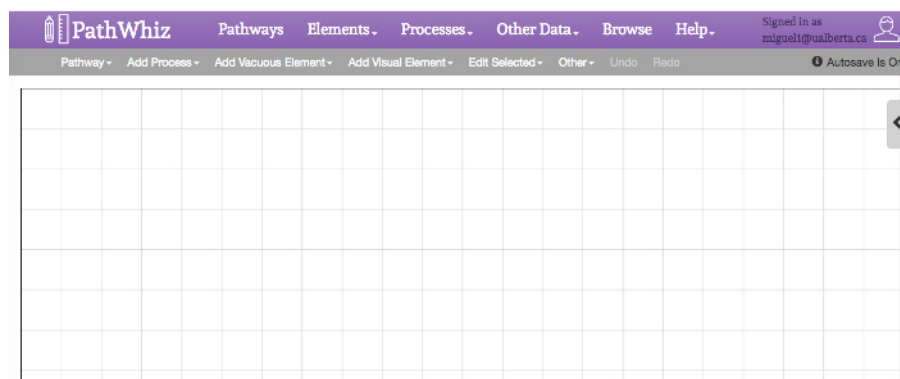 PathWhiz Pathways Elements Processes Other Data Browse Help
Signed in as
miguel1@ualberta.ca
Pathway Add Process Add Vacuous Element Add Visual Element Edit Selected Other Undo Redo Autosave Is On